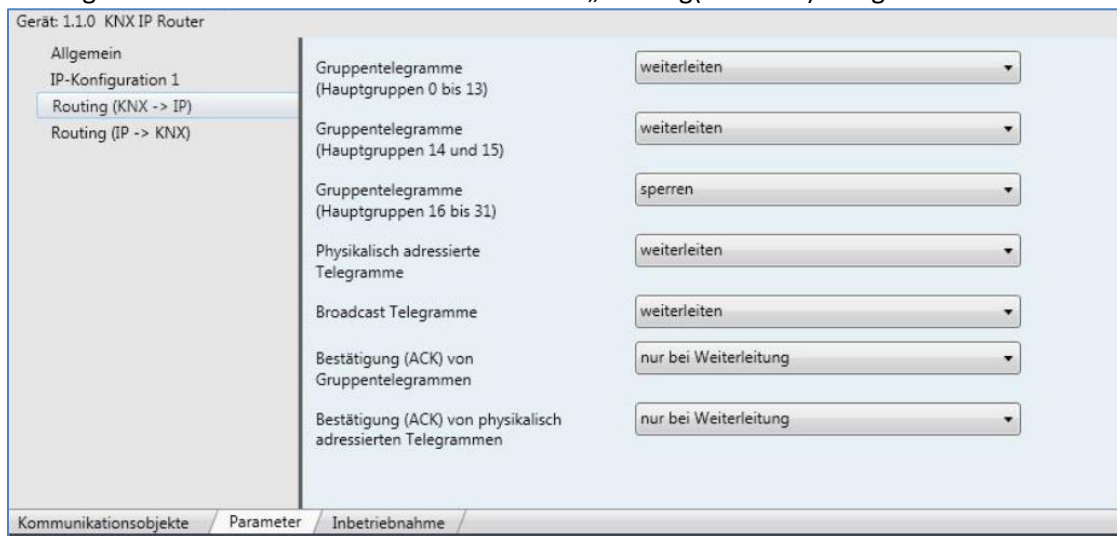 Gerät: 1.1.0 KNX IP Router
Allgemein
IP-Konfiguration 1
Routing (KNX -> IP)
Routing (IP -> KNX)
Gruppentelegramme
(Hauptgruppen 0 bis 13)
weiterleiten
Gruppentelegramme
(Hauptgruppen 14 und 15)
weiterleiten
Gruppentelegramme
(Hauptgruppen 16 bis 31)
sperren
Physikalisch adressierte
Telegramme
weiterleiten
Broadcast Telegramme
weiterleiten
Bestätigung (ACK) von
Gruppentelegrammen
nur bei Weiterleitung
Bestätigung (ACK) von physikalisch
adressierten Telegrammen
nur bei Weiterleitung
Kommunikationsobjekte
Parameter
Inbetriebnahme